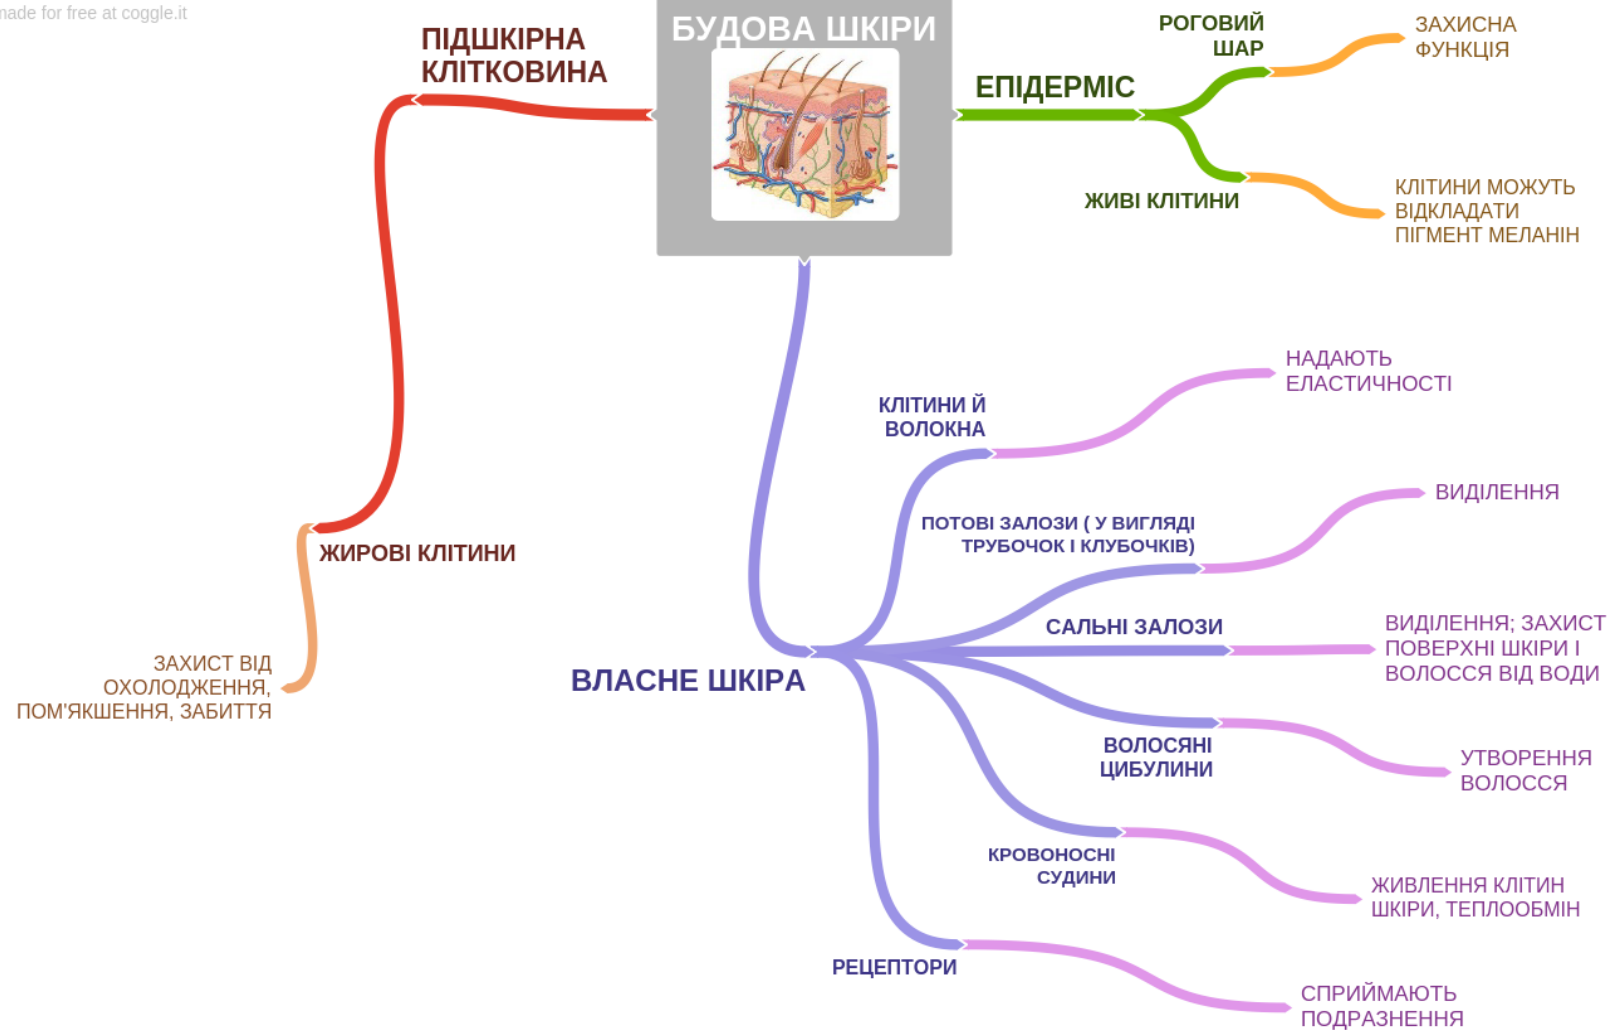 made for free at coggle.it
БУДОВА ШКІРИ
ПІДШКІРНА
КЛІТКОВИНА
ЖИРОВІ КЛІТИНИ
ЗАХИСТ ВІД
ОХОЛОДЖЕННЯ,
ПОМ'ЯКШЕННЯ, ЗАБИТТЯ
ЕПІДЕРМІС
РОГОВИЙ
ШАР
ЗАХИСНА
ФУНКЦІЯ
ЖИВІ КЛІТИНИ
КЛІТИНИ МОЖУТЬ
ВІДКЛАДАТИ
ПІГМЕНТ МЕЛАНІН
ВЛАСНЕ ШКІРА
КЛІТИНИ Й
ВОЛОКНА
НАДАЮТЬ
ЕЛАСТИЧНОСТІ
ПОТОВІ ЗАЛОЗИ ( У ВИГЛЯДІ
ТРУБОЧОК І КЛУБОЧКІВ)
ВИДІЛЕННЯ
САЛЬНІ ЗАЛОЗИ
ВИДІЛЕННЯ; ЗАХИСТ
ПОВЕРХНІ ШКІРИ І
ВОЛОССЯ ВІД ВОДИ
ВОЛОСЯНІ
ЦИБУЛИНИ
УТВОРЕННЯ
ВОЛОССЯ
КРОВОНОСНІ
СУДИНИ
ЖИВЛЕННЯ КЛІТИН
ШКІРИ, ТЕПЛООБМІН
РЕЦЕПТОРИ
СПРИЙМАЮТЬ
ПОДРАЗНЕННЯ